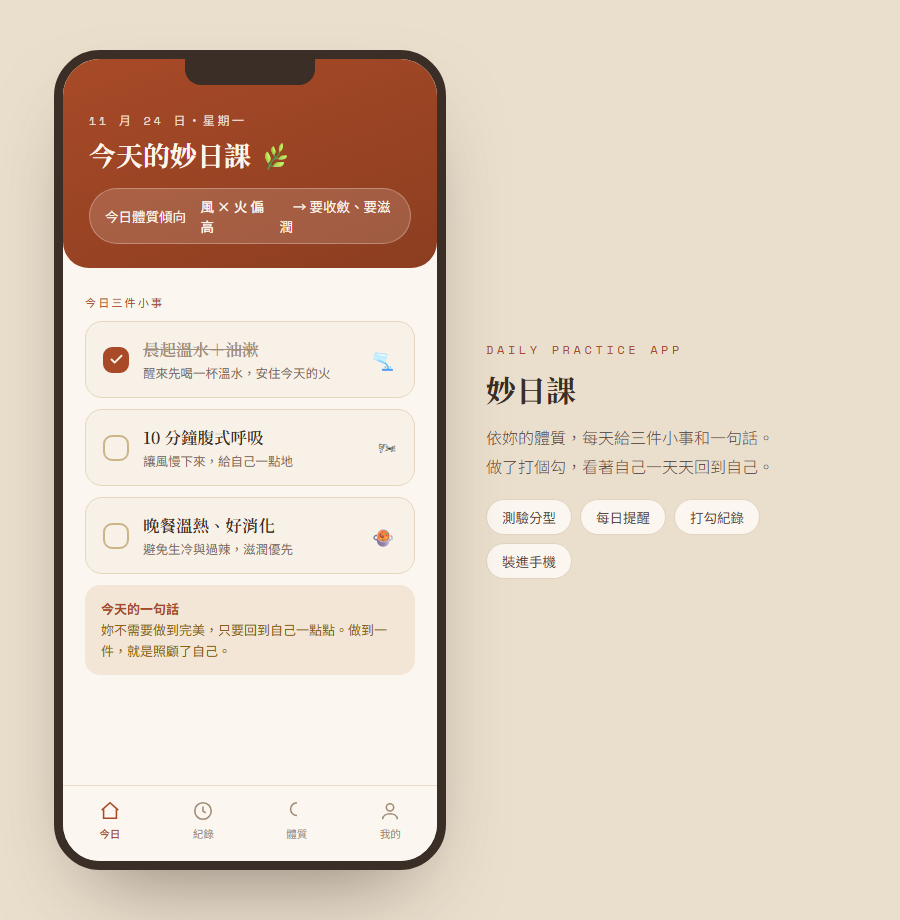 11 月 24 日・星期一
今天的妙日課
今日體質傾向 風 × 火 偏高 → 要收斂、要滋潤
今日三件小事
晨起溫水＋油漱
醒來先喝一杯溫水，安住今天的火
10 分鐘腹式呼吸
讓風慢下來，給自己一點地
晚餐溫熱、好消化
避免生冷與過辣，滋潤優先
今天的一句話
妳不需要做到完美，只要回到自己一點點。做到一
件，就是照顧了自己。
今日
紀錄
體質
我的
DAILY PRACTICE APP
妙日課
依妳的體質，每天給三件小事和一句話。
做了打個勾，看著自己一天天回到自己。
測驗分型
每日提醒
打勾紀錄
裝進手機